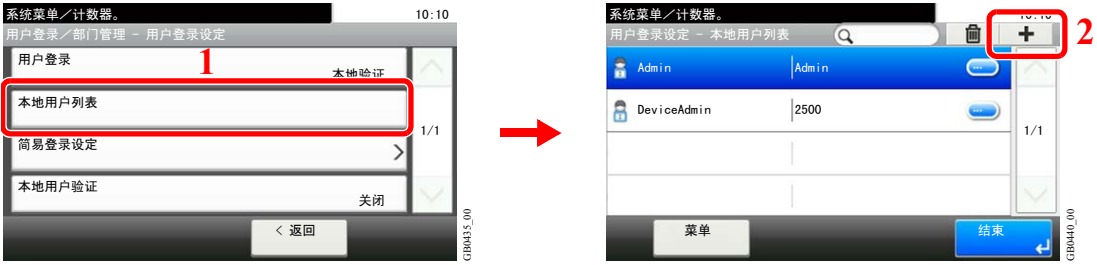 系统菜单／计数器。
10:10
用户登录／部门管理 - 用户登录设定
用户登录
1
本地验证
本地用户列表
1/1
简易登录设定
本地用户验证
关闭
< 返回
GB0435_00
系统菜单／计数器。
10:10
用户登录设定 - 本地用户列表
2
Admin
Admin
DeviceAdmin
2500
1/1
菜单
结束
GB0440_00